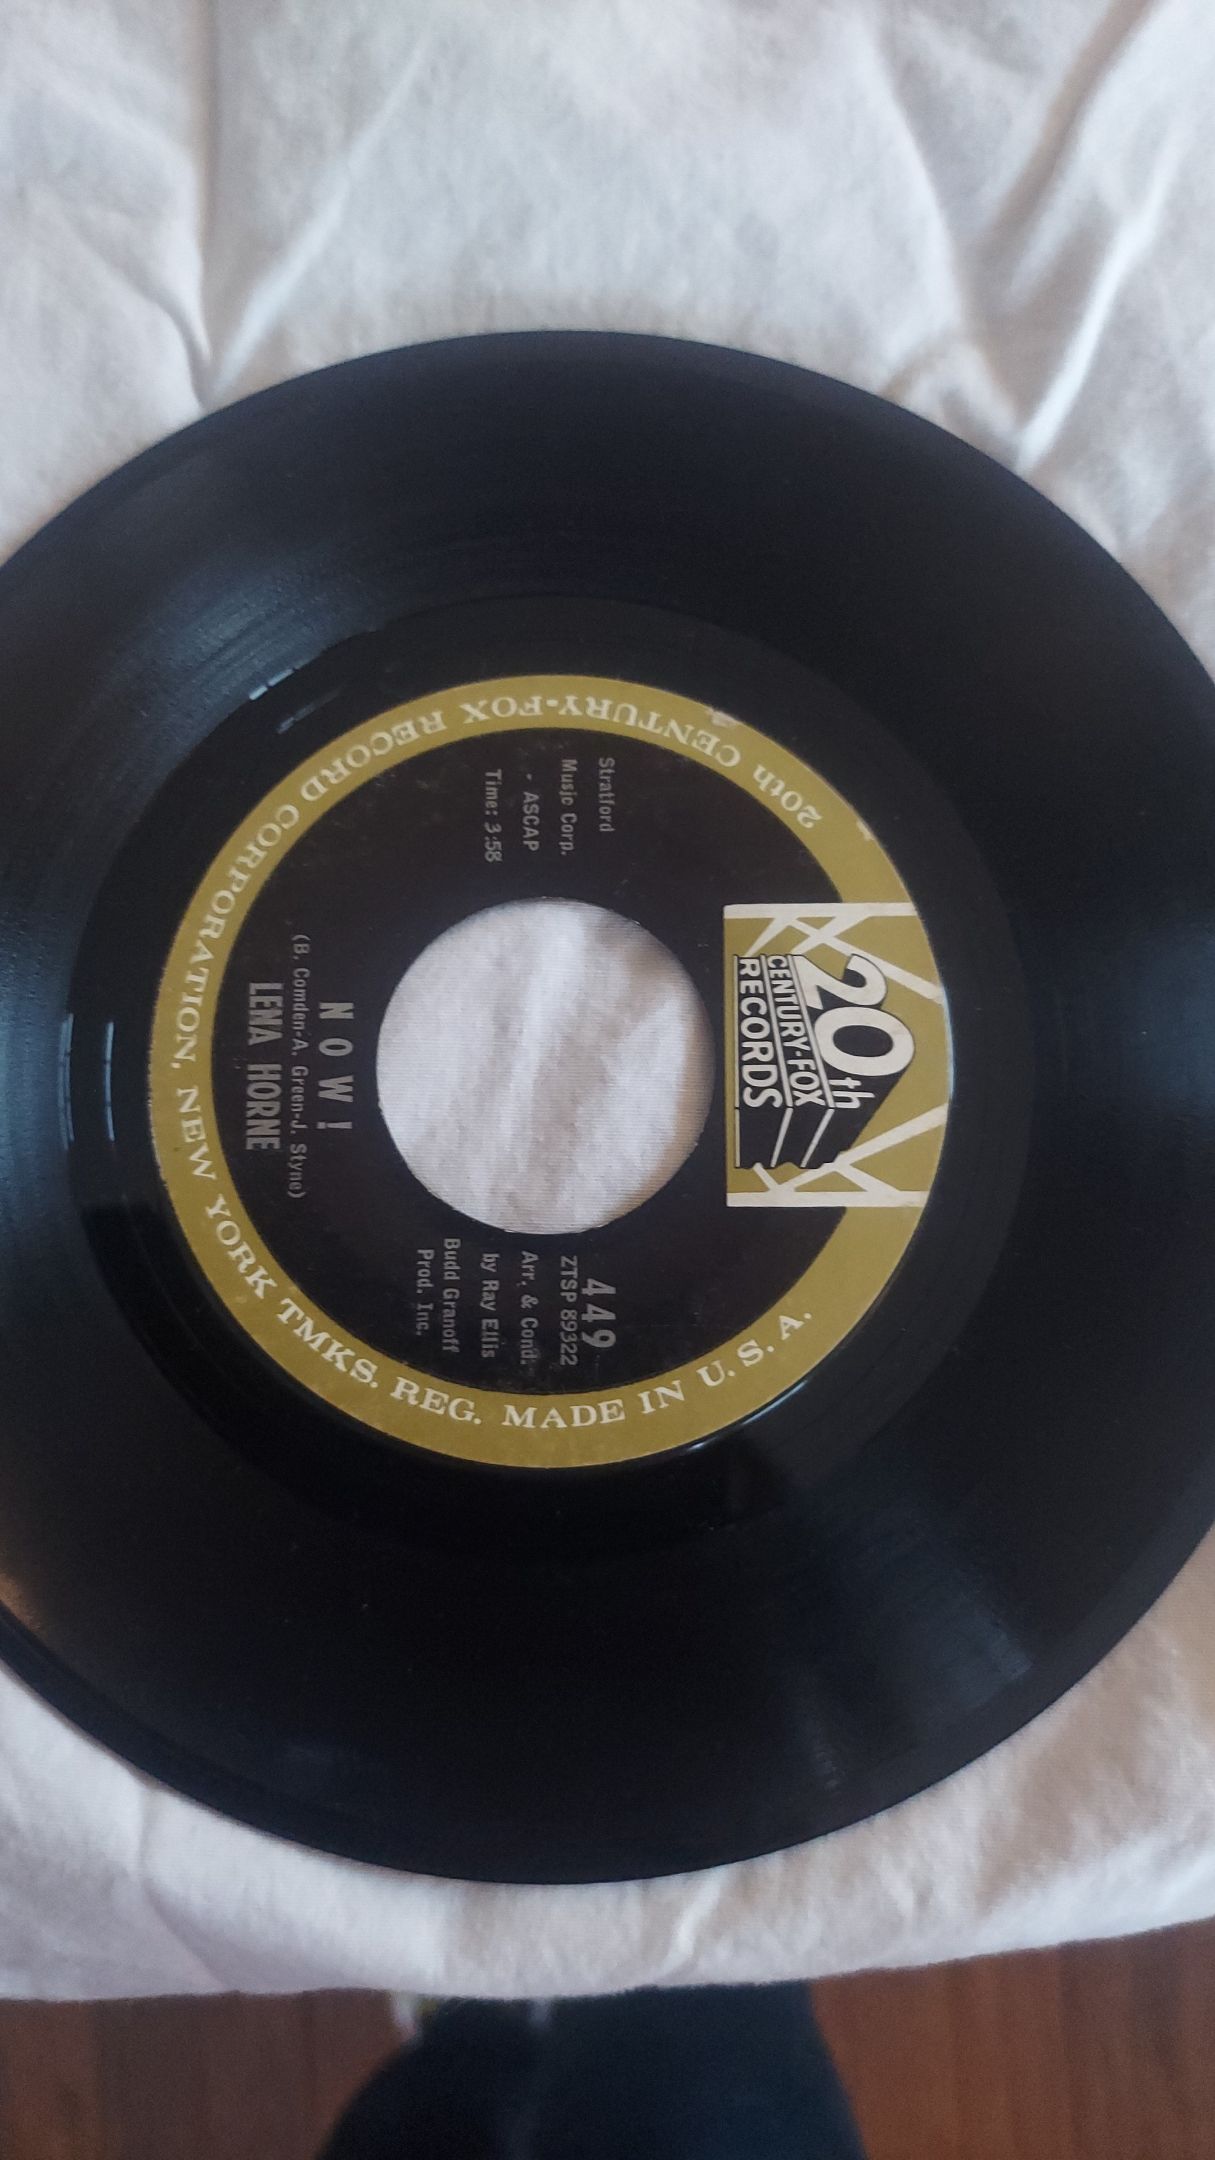 20th
CENTURY-FOX
RECORDS
Stratford
Music Corp.
- ASCAP
Time: 3:58
449
ZTSP 89322
Arr. & Cond.
by Ray Ellis
Budd Granoff
Prod. Inc.
NOW!
(B. Comden-A. Green-J. Styne)
LENA HORNE
20th CENTURY-FOX RECORD CORPORATION, NEW YORK TMKS. REG. MADE IN U.S.A.